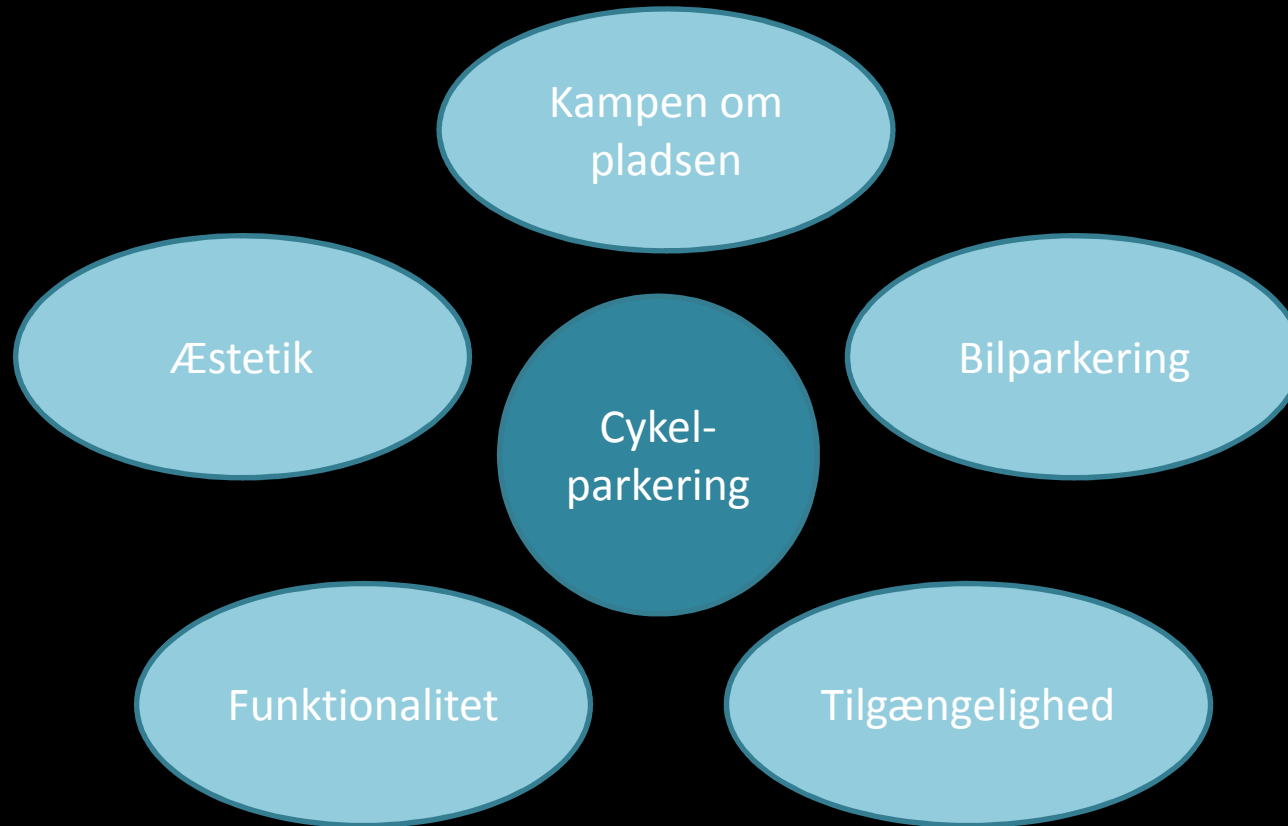 Kampen om
pladsen
Æstetik
Bilparkering
Cykel-
parkering
Funktionalitet
Tilgængelighed